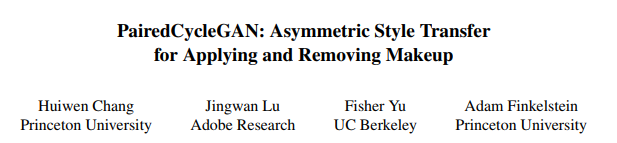 PairedCycleGAN: Asymmetric Style Transfer
for Applying and Removing Makeup
Huiwen Chang Jingwan Lu Fisher Yu Adam Finkelstein
Princeton University Adobe Research UC Berkeley Princeton University